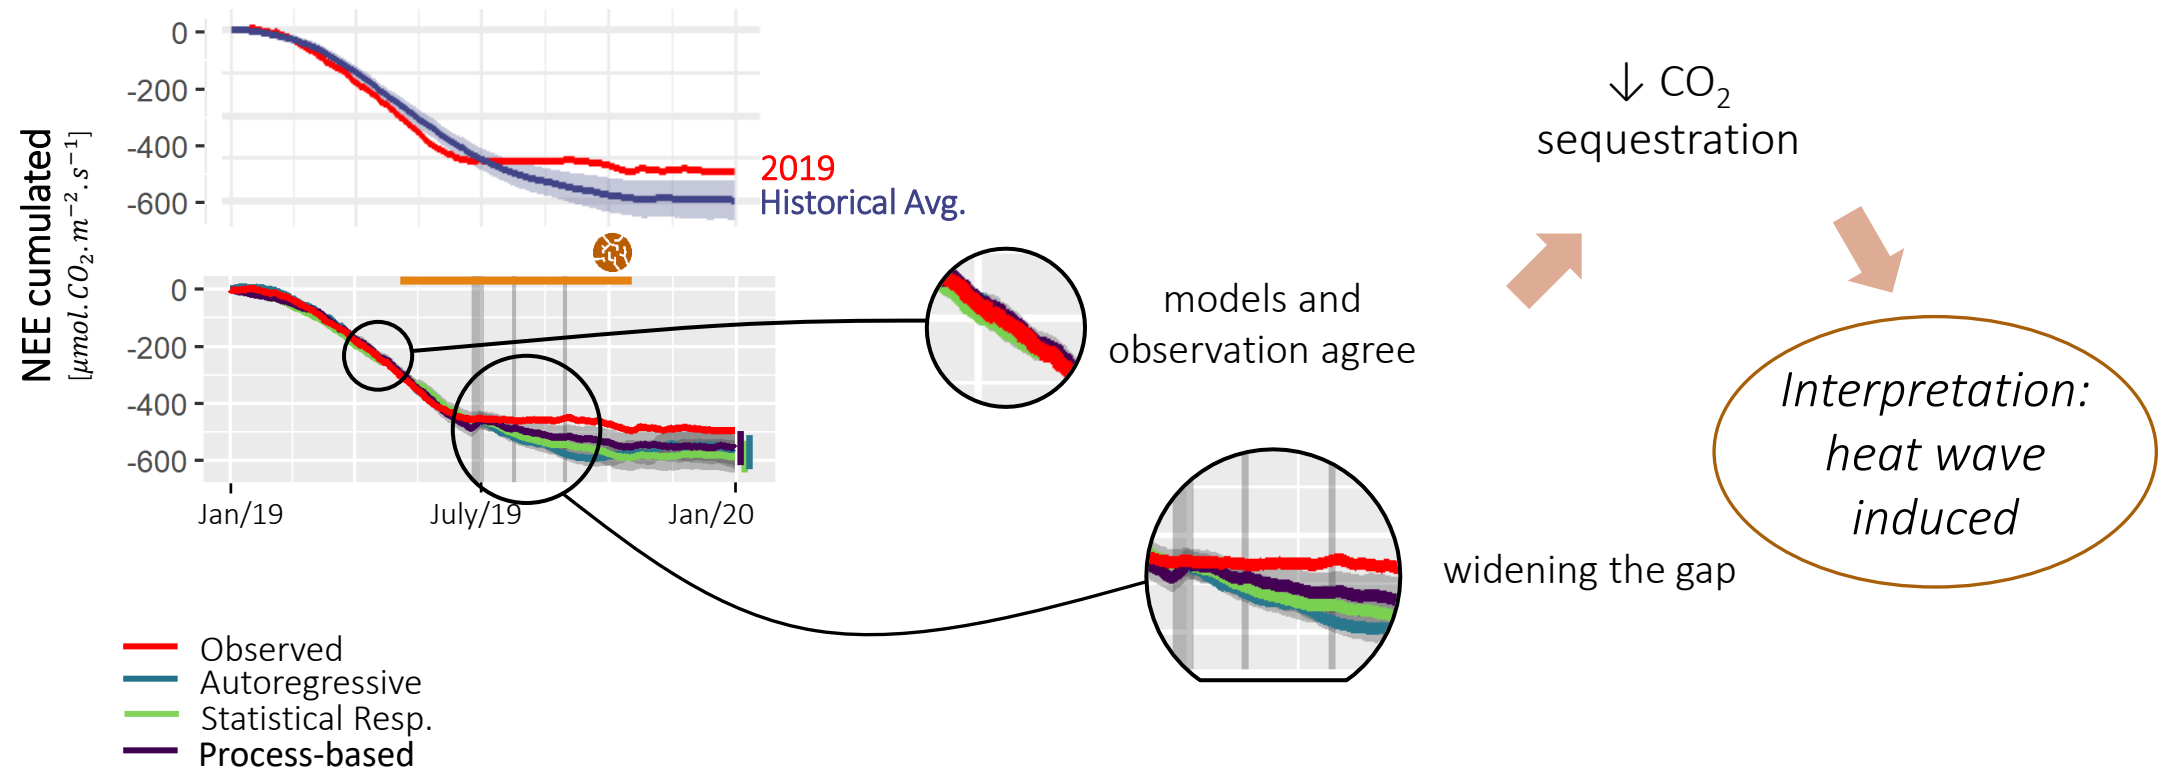 NEE cumulated
[μmol.CO₂.m⁻².s⁻¹]
0
-200
-400
-600
2019
Historical Avg.
0
-200
-400
-600
Jan/19
July/19
Jan/20
Observed
Autoregressive
Statistical Resp.
Process-based
models and
observation agree
widening the gap
↓ CO₂
sequestration
Interpretation:
heat wave
induced